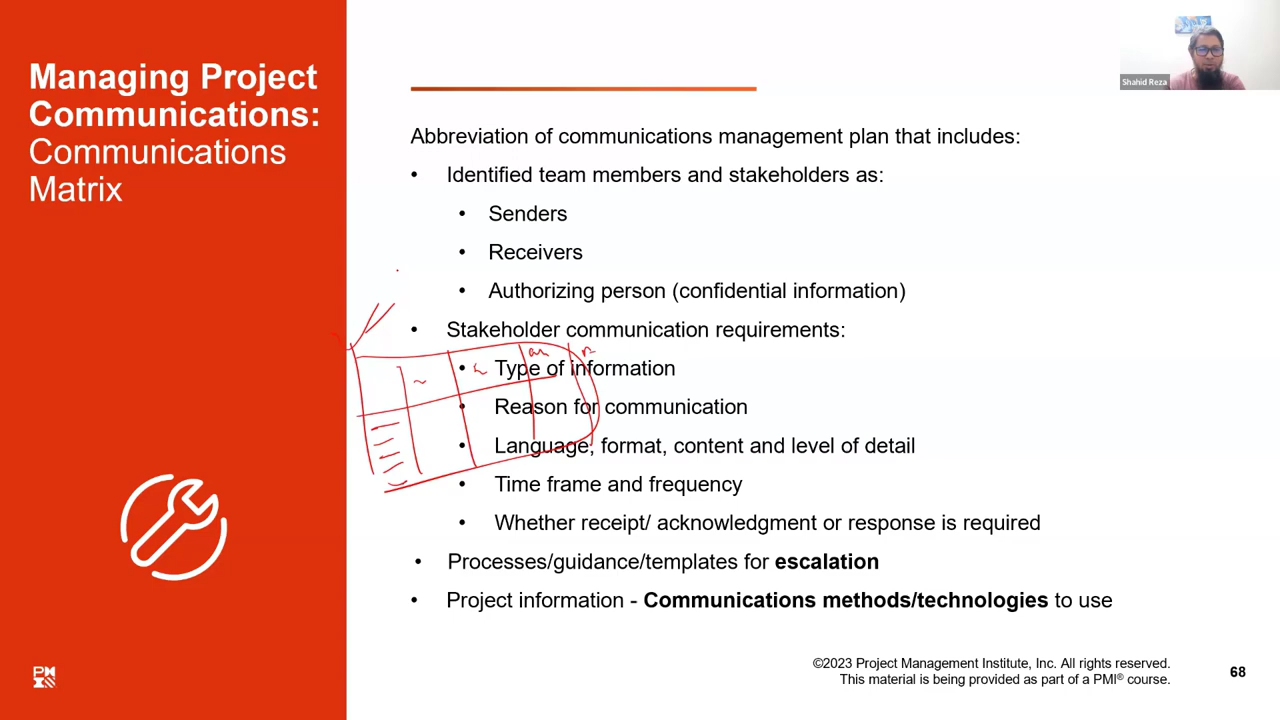 Managing Project
Communications:
Communications
Matrix
Shahid Reza
Abbreviation of communications management plan that includes:
• Identified team members and stakeholders as:
• Senders
• Receivers
• Authorizing person (confidential information)
• Stakeholder communication requirements:
• Type of information
• Reason for communication
• Language, format, content and level of detail
• Time frame and frequency
• Whether receipt/ acknowledgment or response is required
• Processes/guidance/templates for escalation
• Project information - Communications methods/technologies to use
©2023 Project Management Institute, Inc. All rights reserved.
This material is being provided as part of a PMI® course.
68